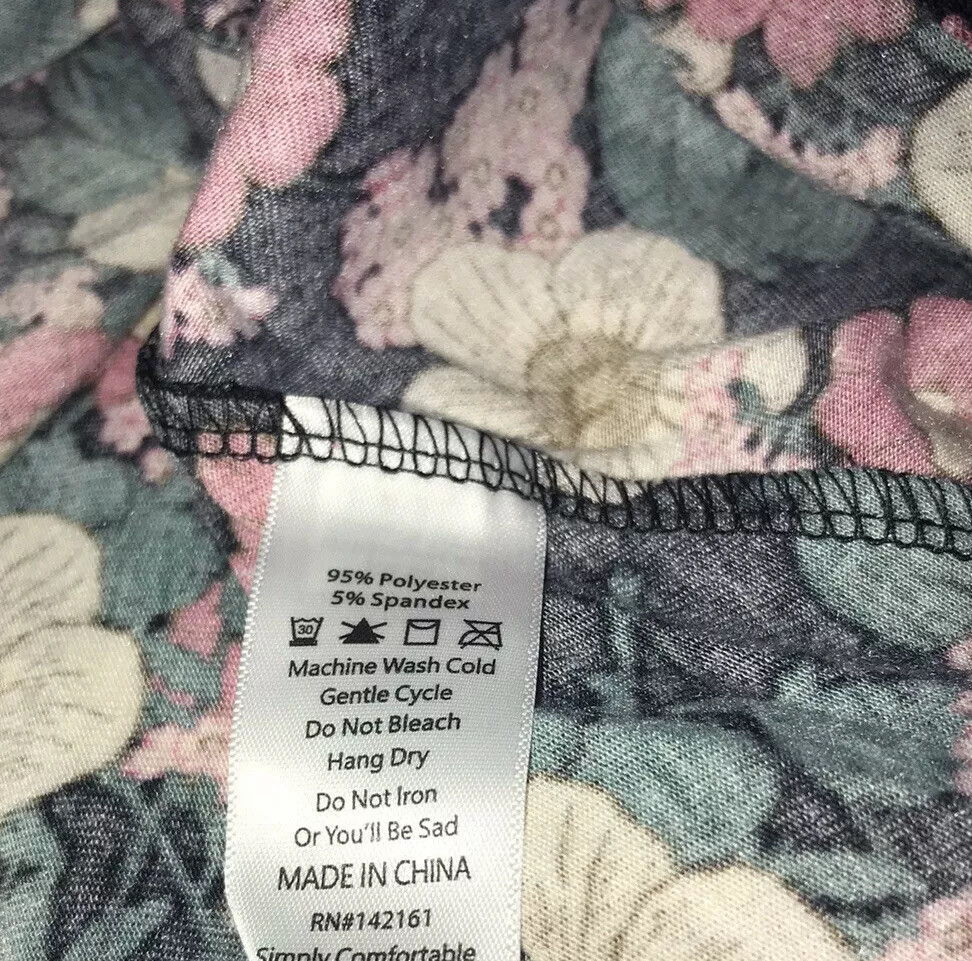 95% Polyester
5% Spandex
30
Machine Wash Cold
Gentle Cycle
Do Not Bleach
Hang Dry
Do Not Iron
Or You'll Be Sad
MADE IN CHINA
RN#142161
Simply Comfortable